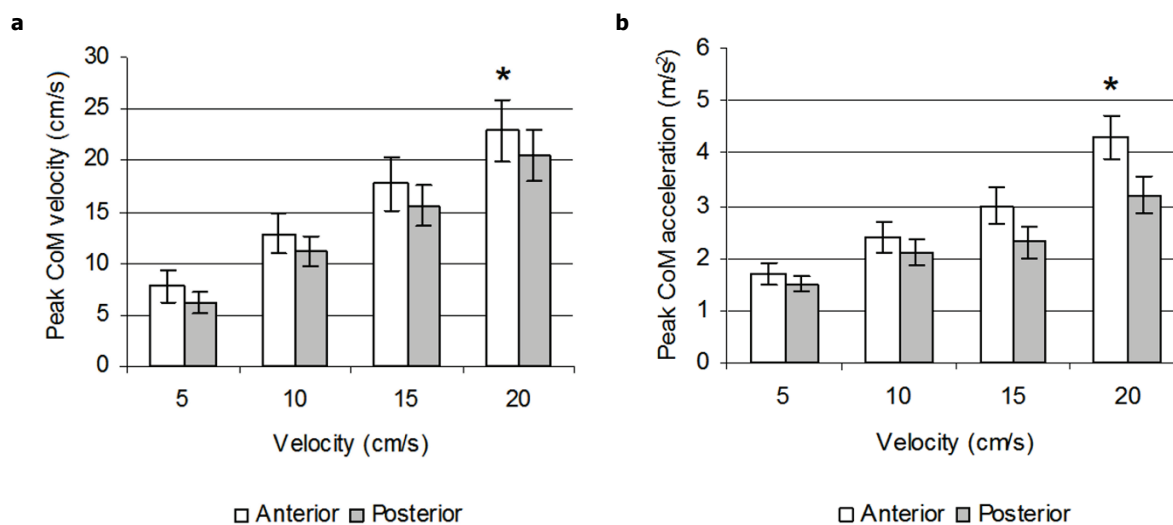 a
Peak CoM velocity (cm/s)
30
25
20
15
10
5
0
*
5 10 15 20
Velocity (cm/s)
Anterior Posterior
b
Peak CoM acceleration (m/s²)
6
5
4
3
2
1
0
*
5 10 15 20
Velocity (cm/s)
Anterior Posterior